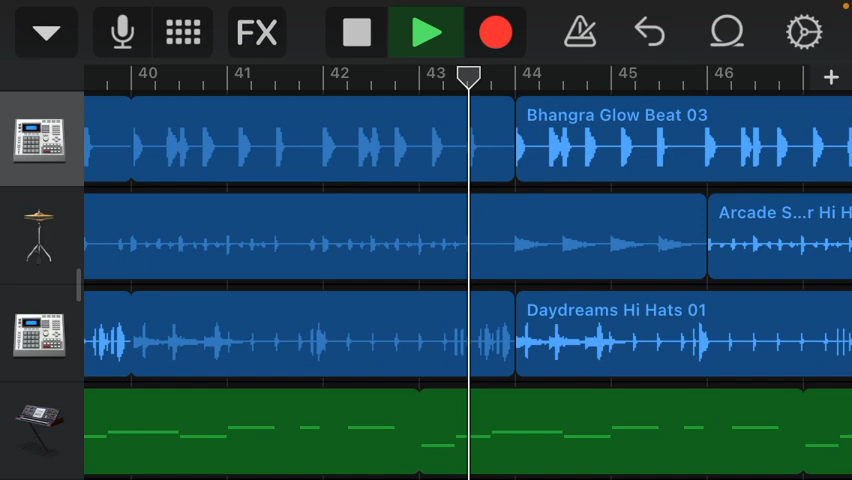 FX
40 41 42 43 44 45 46
Bhangra Glow Beat 03
Arcade S...r Hi H
Daydreams Hi Hats 01